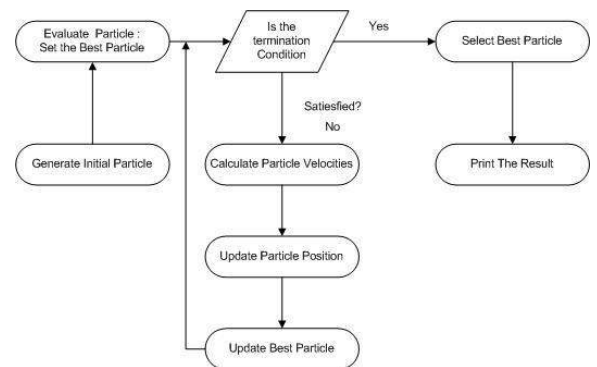 Evaluate Particle :
Set the Best Particle
Is the
termination
Condition
Yes
Select Best Particle
Satiesfied?
No
Generate Initial Particle
Calculate Particle Velocities
Print The Result
Update Particle Position
Update Best Particle